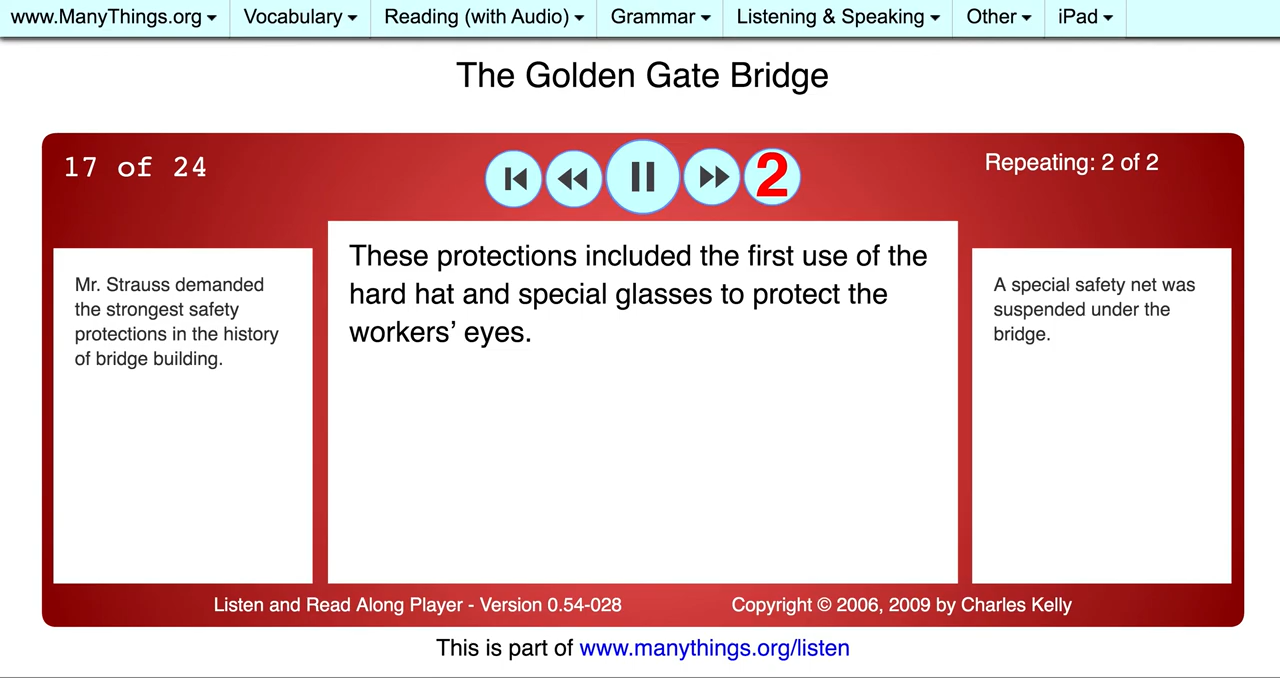 www.ManyThings.org Vocabulary Reading (with Audio) Grammar Listening & Speaking Other iPad
The Golden Gate Bridge
17 of 24
2
Repeating: 2 of 2
Mr. Strauss demanded
the strongest safety
protections in the history
of bridge building.
These protections included the first use of the
hard hat and special glasses to protect the
workers’ eyes.
A special safety net was
suspended under the
bridge.
Listen and Read Along Player - Version 0.54-028
Copyright © 2006, 2009 by Charles Kelly
This is part of www.manythings.org/listen